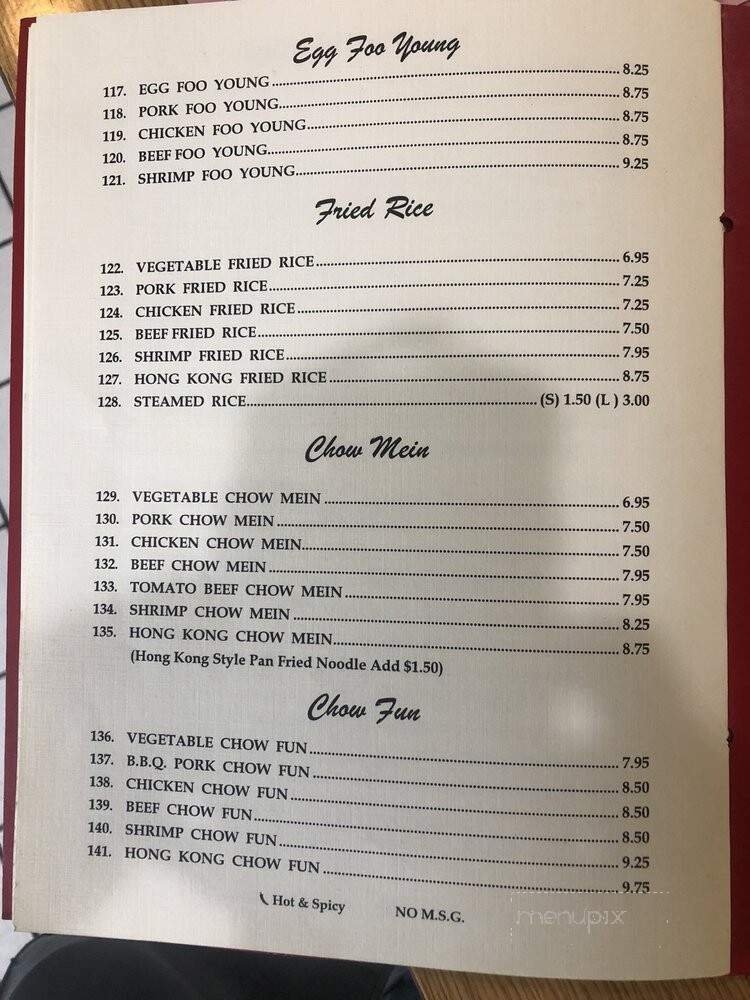 Egg Foo Young
117. EGG FOO YOUNG 8.25
118. PORK FOO YOUNG 8.75
119. CHICKEN FOO YOUNG 8.75
120. BEEF FOO YOUNG 8.75
121. SHRIMP FOO YOUNG 9.25
Fried Rice
122. VEGETABLE FRIED RICE 6.95
123. PORK FRIED RICE 7.25
124. CHICKEN FRIED RICE 7.25
125. BEEF FRIED RICE 7.50
126. SHRIMP FRIED RICE 7.95
127. HONG KONG FRIED RICE 8.75
128. STEAMED RICE (S) 1.50 (L ) 3.00
Chow Mein
129. VEGETABLE CHOW MEIN 6.95
130. PORK CHOW MEIN 7.50
131. CHICKEN CHOW MEIN 7.50
132. BEEF CHOW MEIN 7.95
133. TOMATO BEEF CHOW MEIN 7.95
134. SHRIMP CHOW MEIN 8.25
135. HONG KONG CHOW MEIN 8.75
(Hong Kong Style Pan Fried Noodle Add $1.50)
Chow Fun
136. VEGETABLE CHOW FUN 7.95
137. B.B.Q. PORK CHOW FUN 8.50
138. CHICKEN CHOW FUN 8.50
139. BEEF CHOW FUN 8.50
140. SHRIMP CHOW FUN 9.25
141. HONG KONG CHOW FUN 9.75
Hot & Spicy NO M.S.G.
menupix